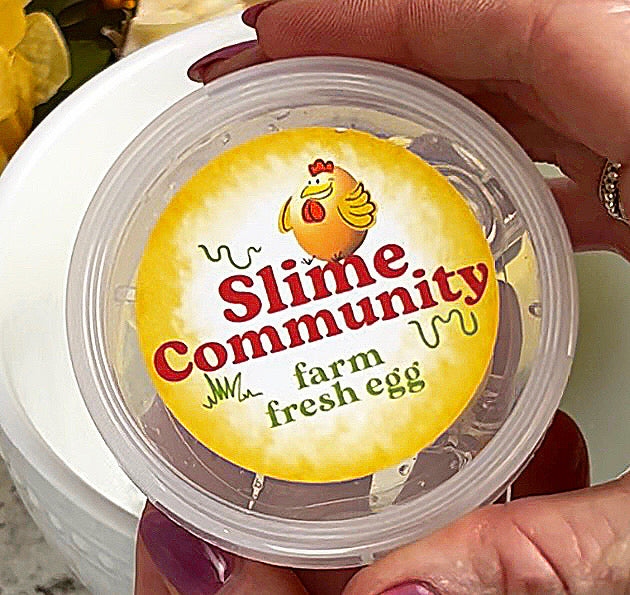 Slime
Community
farm
fresh egg